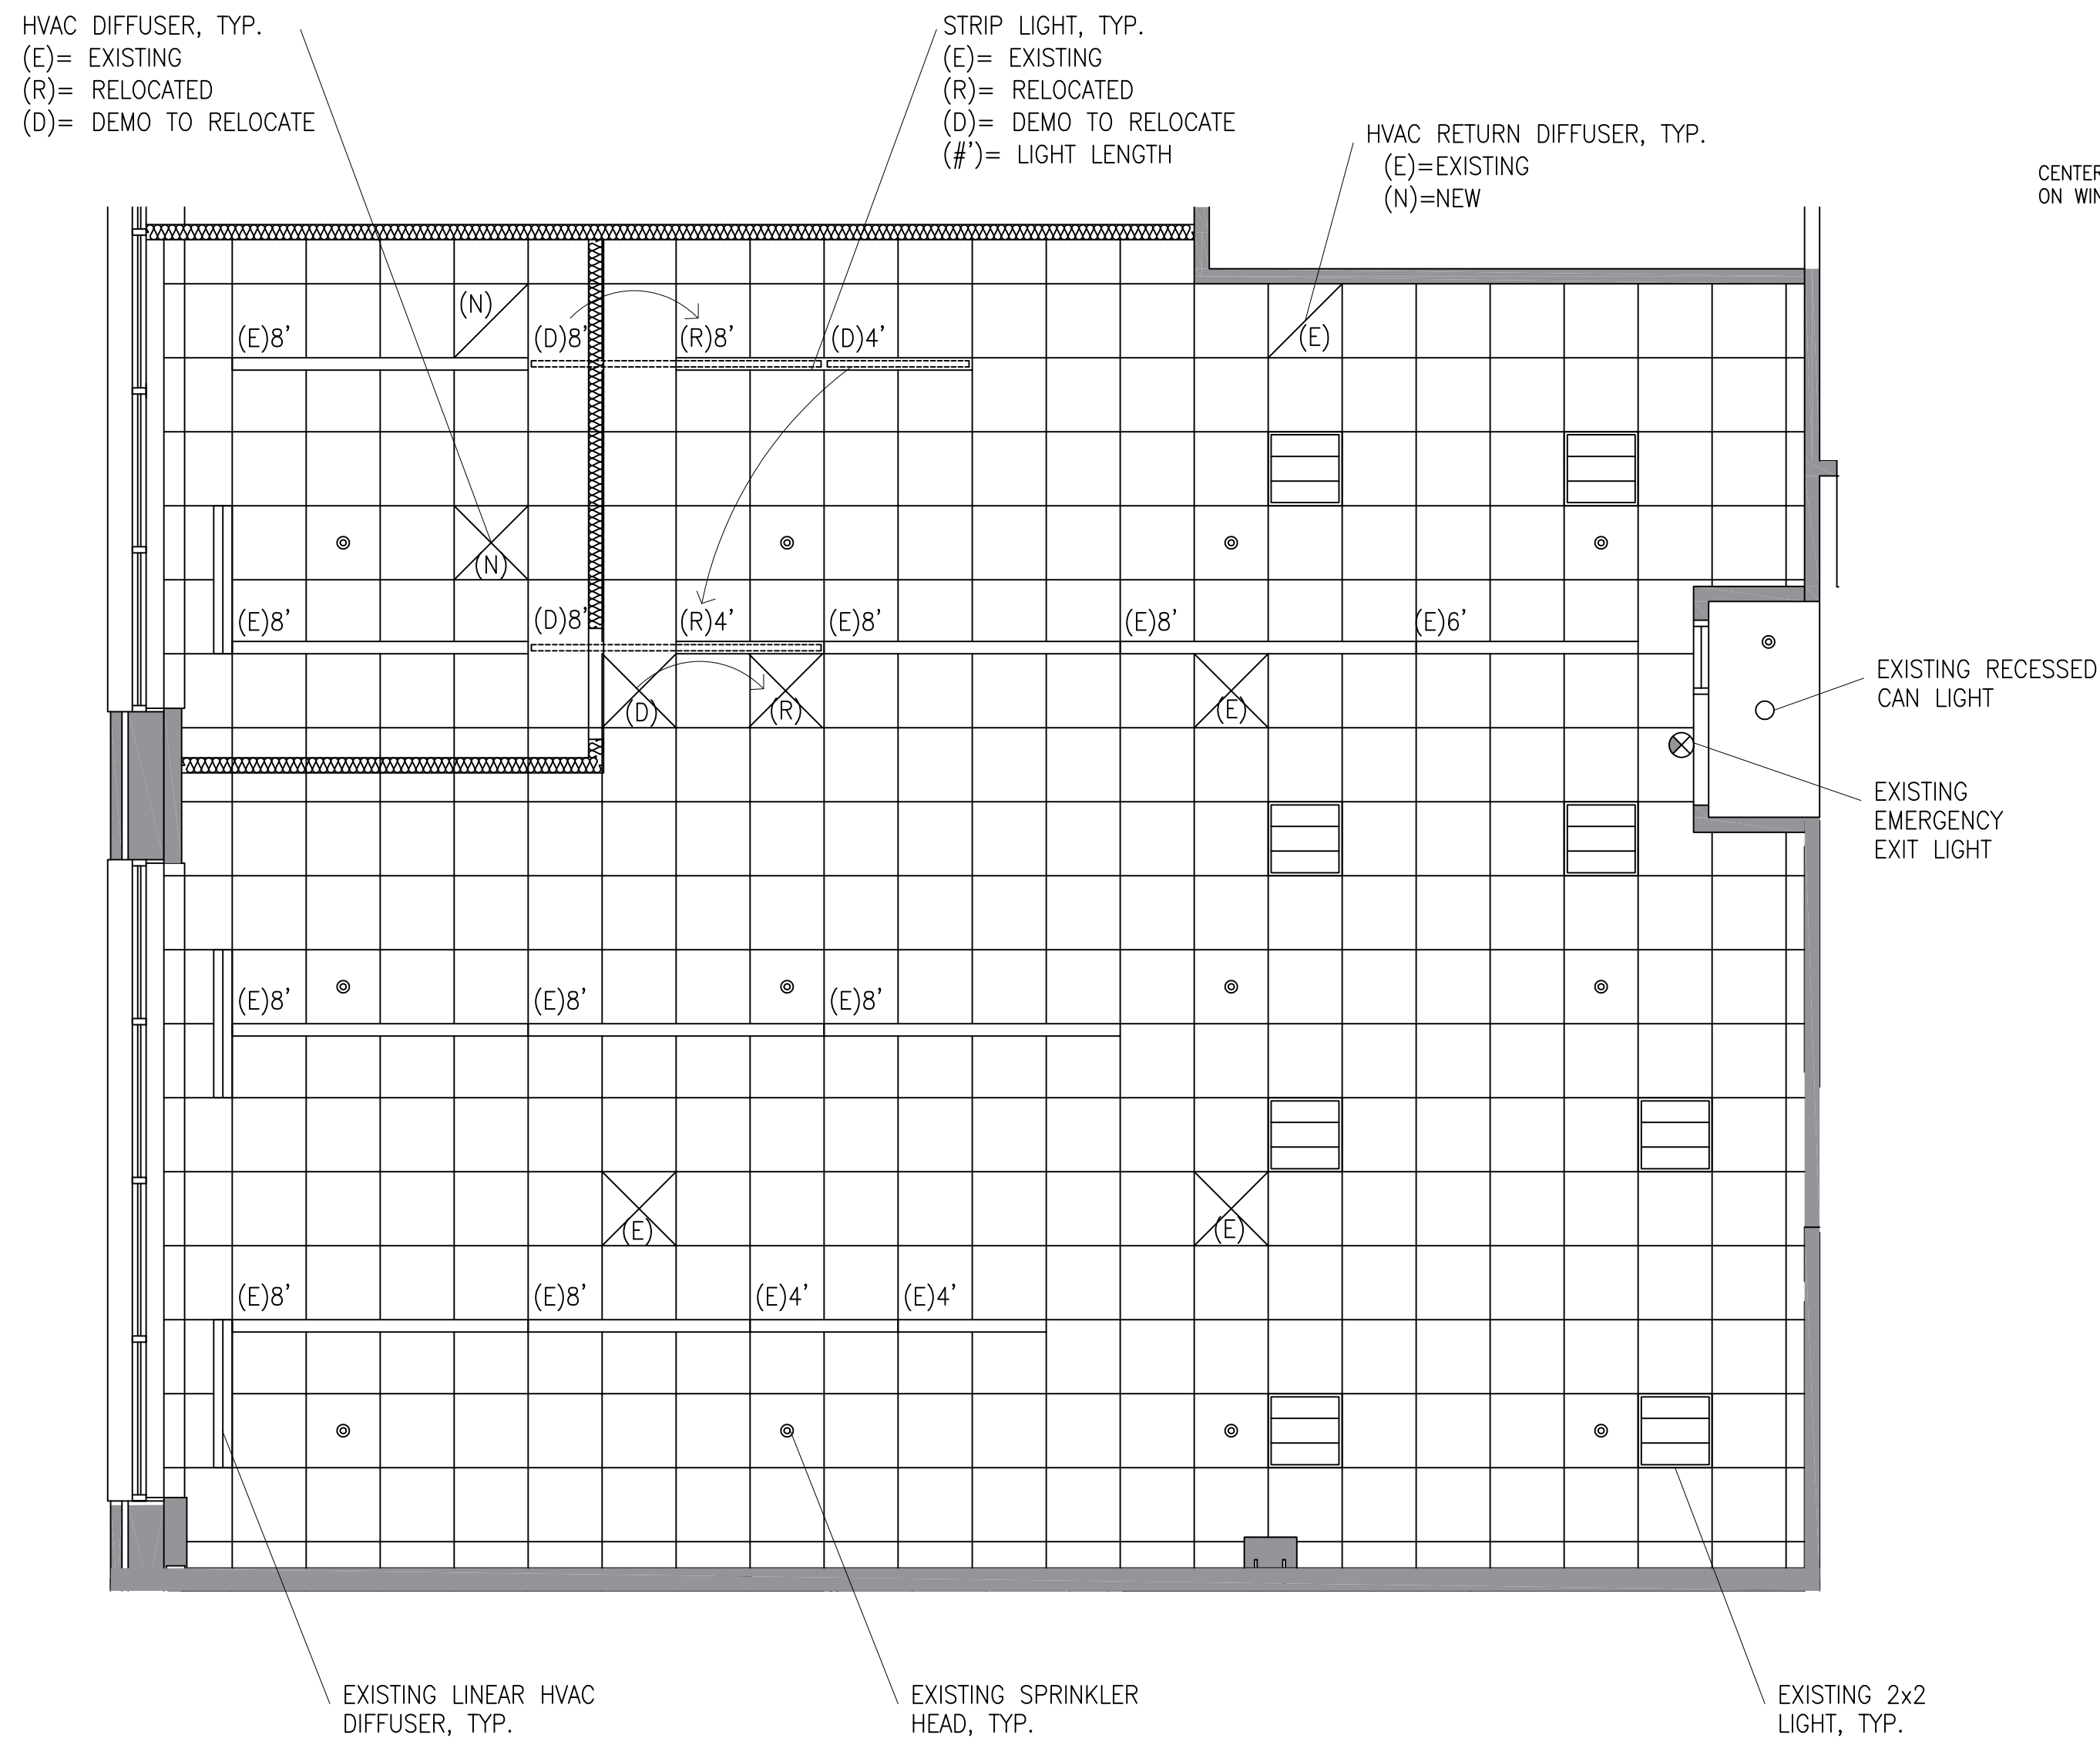 HVAC DIFFUSER, TYP.
(E)= EXISTING
(R)= RELOCATED
(D)= DEMO TO RELOCATE
STRIP LIGHT, TYP.
(E)= EXISTING
(R)= RELOCATED
(D)= DEMO TO RELOCATE
(#')= LIGHT LENGTH
HVAC RETURN DIFFUSER, TYP.
(E)=EXISTING
(N)=NEW
ON
(N)
(E)8'
(D)8'
(R)8'
(D)4'
(E)
(N)
(E)8'
(D)8'
(R)4'
(E)8'
(E)8'
(E)6'
(D)
(R)
(E)
EXISTING RECESSED
CAN LIGHT
EXISTING
EMERGENCY
EXIT LIGHT
(E)8'
(E)8'
(E)8'
(E)
(E)
(E)8'
(E)8'
(E)4'
(E)4'
EXISTING LINEAR HVAC
DIFFUSER, TYP.
EXISTING SPRINKLER
HEAD, TYP.
EXISTING 2x2
LIGHT, TYP.